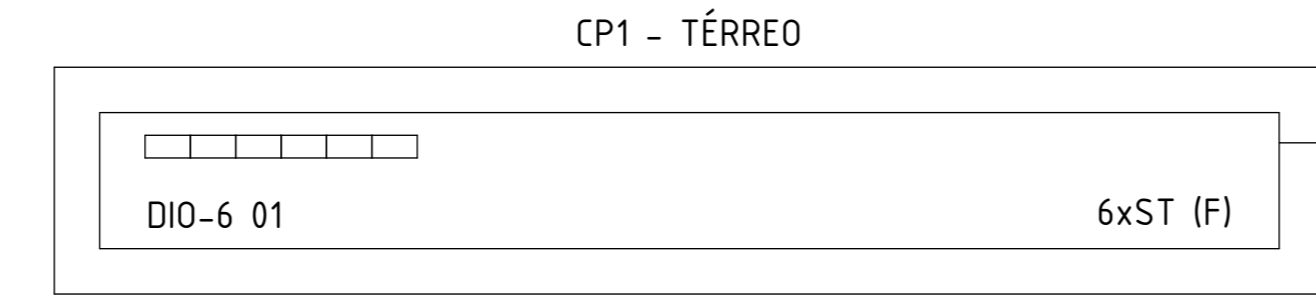 CP1 - TÉRREO
DIO-6 01
6xST (F)